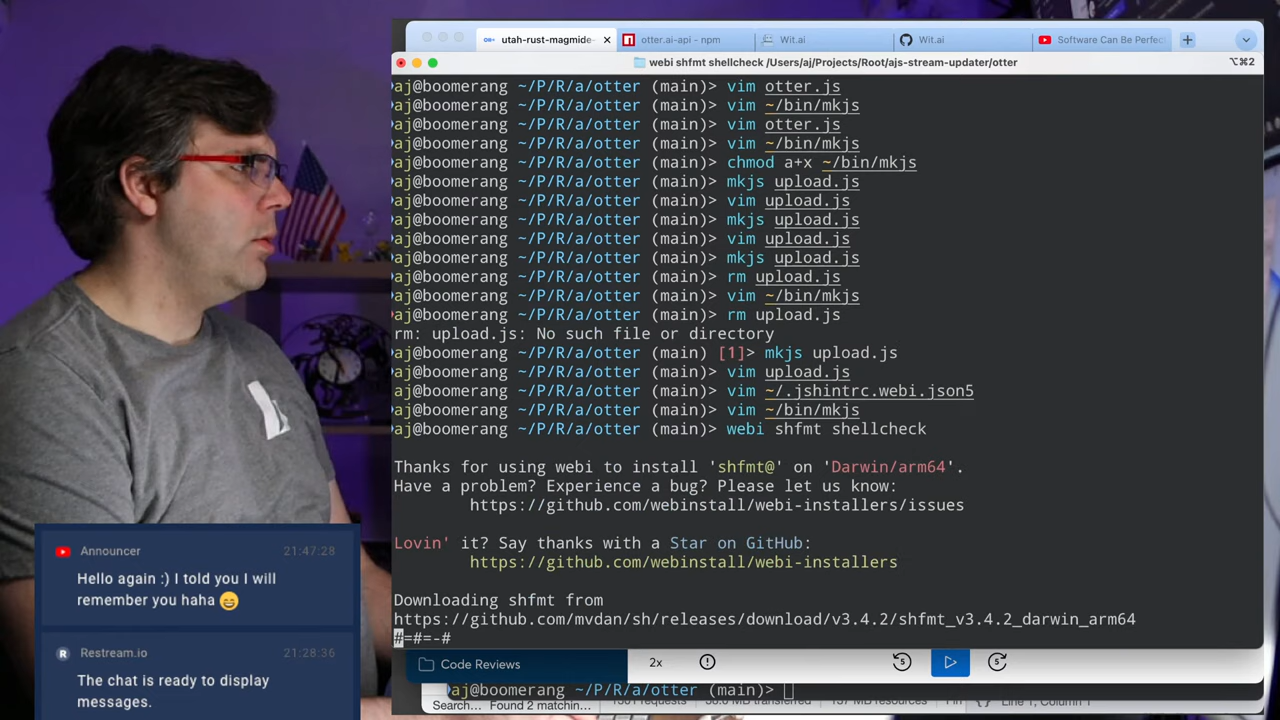 utah-rust-magmide-
otter.ai-api - npm
Wit.ai
Wit.ai
Software Can Be Perfec
webi shfmt shellcheck /Users/aj/Projects/Root/ajs-stream-updater/otter
⌥⌘2
aj@boomerang ~/P/R/a/otter (main)> vim otter.js
aj@boomerang ~/P/R/a/otter (main)> vim ~/bin/mkjs
aj@boomerang ~/P/R/a/otter (main)> vim otter.js
aj@boomerang ~/P/R/a/otter (main)> vim ~/bin/mkjs
aj@boomerang ~/P/R/a/otter (main)> chmod a+x ~/bin/mkjs
aj@boomerang ~/P/R/a/otter (main)> mkjs upload.js
aj@boomerang ~/P/R/a/otter (main)> vim upload.js
aj@boomerang ~/P/R/a/otter (main)> mkjs upload.js
aj@boomerang ~/P/R/a/otter (main)> vim upload.js
aj@boomerang ~/P/R/a/otter (main)> mkjs upload.js
aj@boomerang ~/P/R/a/otter (main)> rm upload.js
aj@boomerang ~/P/R/a/otter (main)> vim ~/bin/mkjs
aj@boomerang ~/P/R/a/otter (main)> rm upload.js
rm: upload.js: No such file or directory
aj@boomerang ~/P/R/a/otter (main) [1]> mkjs upload.js
aj@boomerang ~/P/R/a/otter (main)> vim upload.js
aj@boomerang ~/P/R/a/otter (main)> vim ~/.jshintrc.webi.json5
aj@boomerang ~/P/R/a/otter (main)> vim ~/bin/mkjs
aj@boomerang ~/P/R/a/otter (main)> webi shfmt shellcheck
Thanks for using webi to install 'shfmt@' on 'Darwin/arm64'.
Have a problem? Experience a bug? Please let us know:
https://github.com/webinstall/webi-installers/issues
Lovin' it? Say thanks with a Star on GitHub:
https://github.com/webinstall/webi-installers
Downloading shfmt from
https://github.com/mvdan/sh/releases/download/v3.4.2/shfmt_v3.4.2_darwin_arm64
#=#=-#
Code Reviews
2x
5
5
aj@boomerang ~/P/R/a/otter (main)>
Search... Found 2 matchin...
Line 1, Column 1
Announcer 21:47:28
Hello again :) I told you I will
remember you haha 😄
R Restream.io 21:28:36
The chat is ready to display
messages.